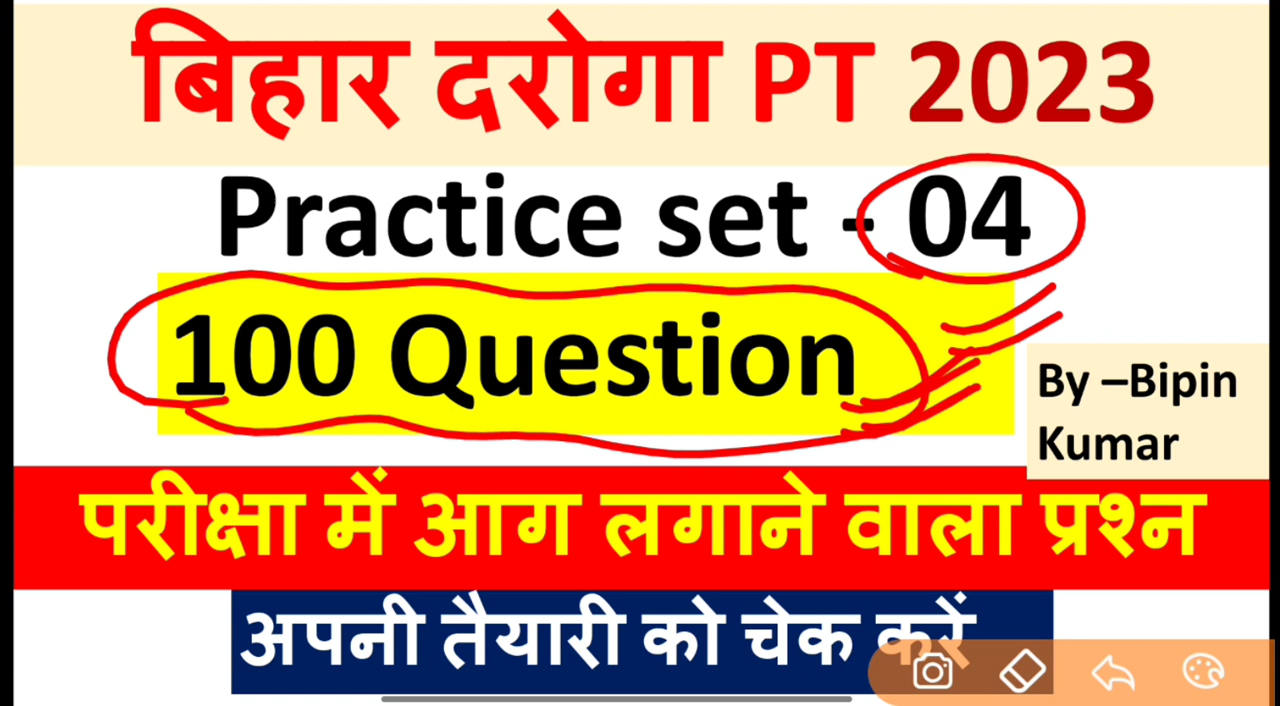 बिहार दरोगा PT 2023
Practice set - 04
100 Question
By –Bipin
Kumar
परीक्षा में आग लगाने वाला प्रश्न
अपनी तैयारी को चेक करें